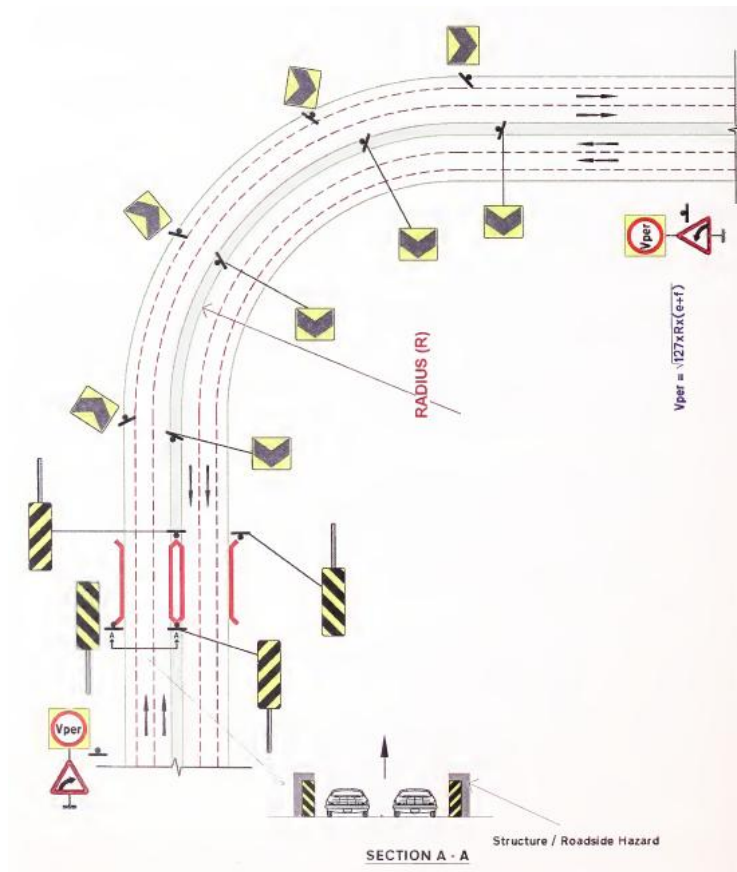 Vper
RADIUS (R)
Vper = √127xRx(e+f)
A
A
Vper
Structure / Roadside Hazard
SECTION A - A